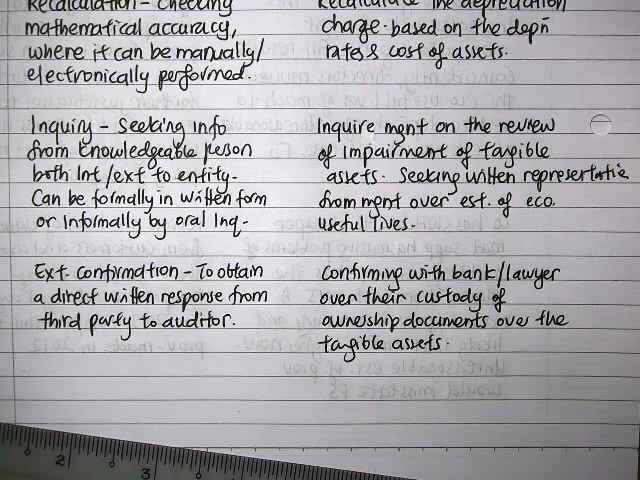 Recalculation - Checking
mathematical accuracy,
where it can be manually/
electronically performed.
Inquiry - Seeking info
from knowledgeable person
both Int/ext to entity.
Can be formally in written form
or informally by oral Inq.
Ext. confirmation - To obtain
a direct written response from
third party to auditor.
Recalculate the depreciation
charge based on the depn
rates & cost of assets.
Inquire mgnt on the review
of Impairment of tangible
assets. Seeking written representative
from mgnt over est. of eco.
useful lives.
Confirming with bank/lawyer
over their custody of
ownership documents over the
tangible assets.
2
3